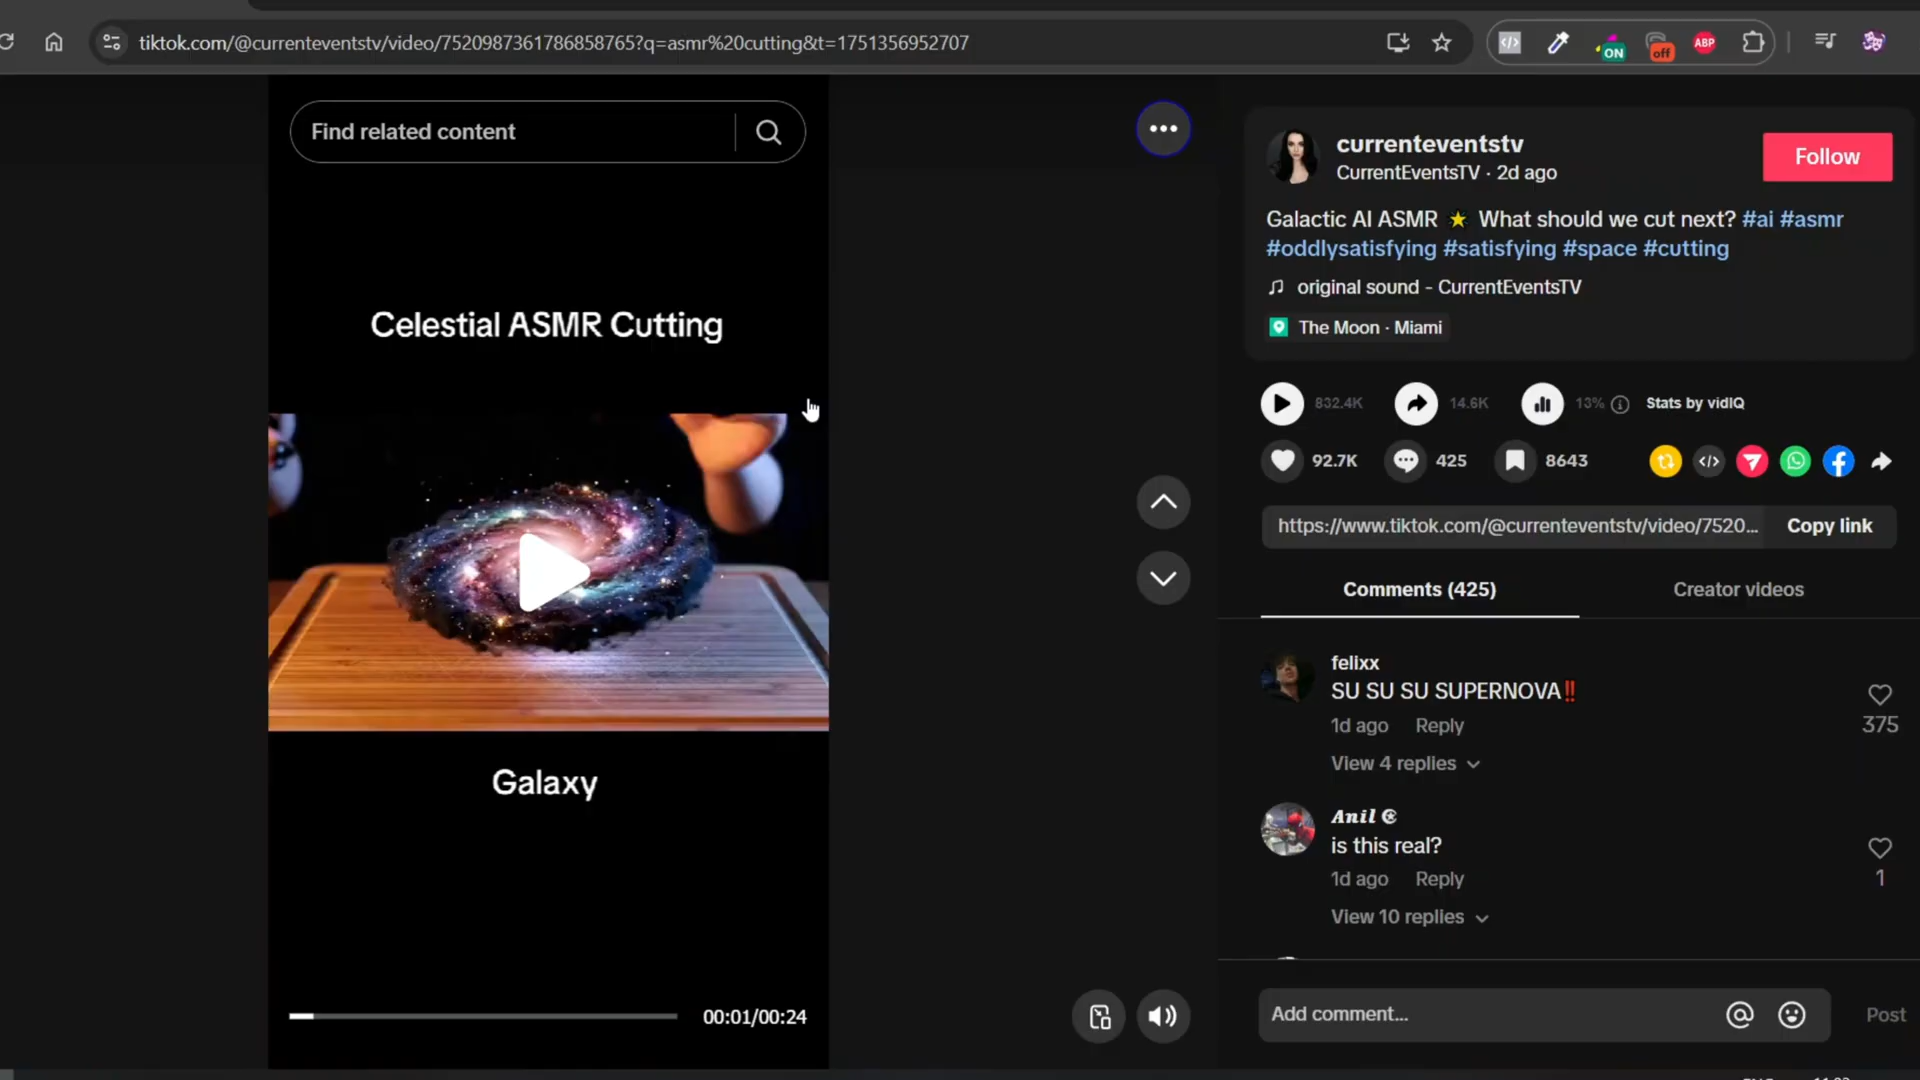 tiktok.com/@currenteventstv/video/7520987361786858765?q=asmr%20cutting&t=1751356952707
ON
off
ABP
Find related content
Celestial ASMR Cutting
Galaxy
00:01/00:24
currenteventstv
CurrentEventsTV · 2d ago
Follow
Galactic AI ASMR ⭐ What should we cut next? #ai #asmr
#oddlysatisfying #satisfying #space #cutting
original sound - CurrentEventsTV
The Moon · Miami
832.4K
14.6K
13%
Stats by vidIQ
92.7K
425
8643
https://www.tiktok.com/@currenteventstv/video/7520...
Copy link
Comments (425)
Creator videos
felixx
SU SU SU SUPERNOVA‼️
1d ago Reply
375
View 4 replies
Anil
is this real?
1d ago Reply
1
View 10 replies
Add comment...
Post